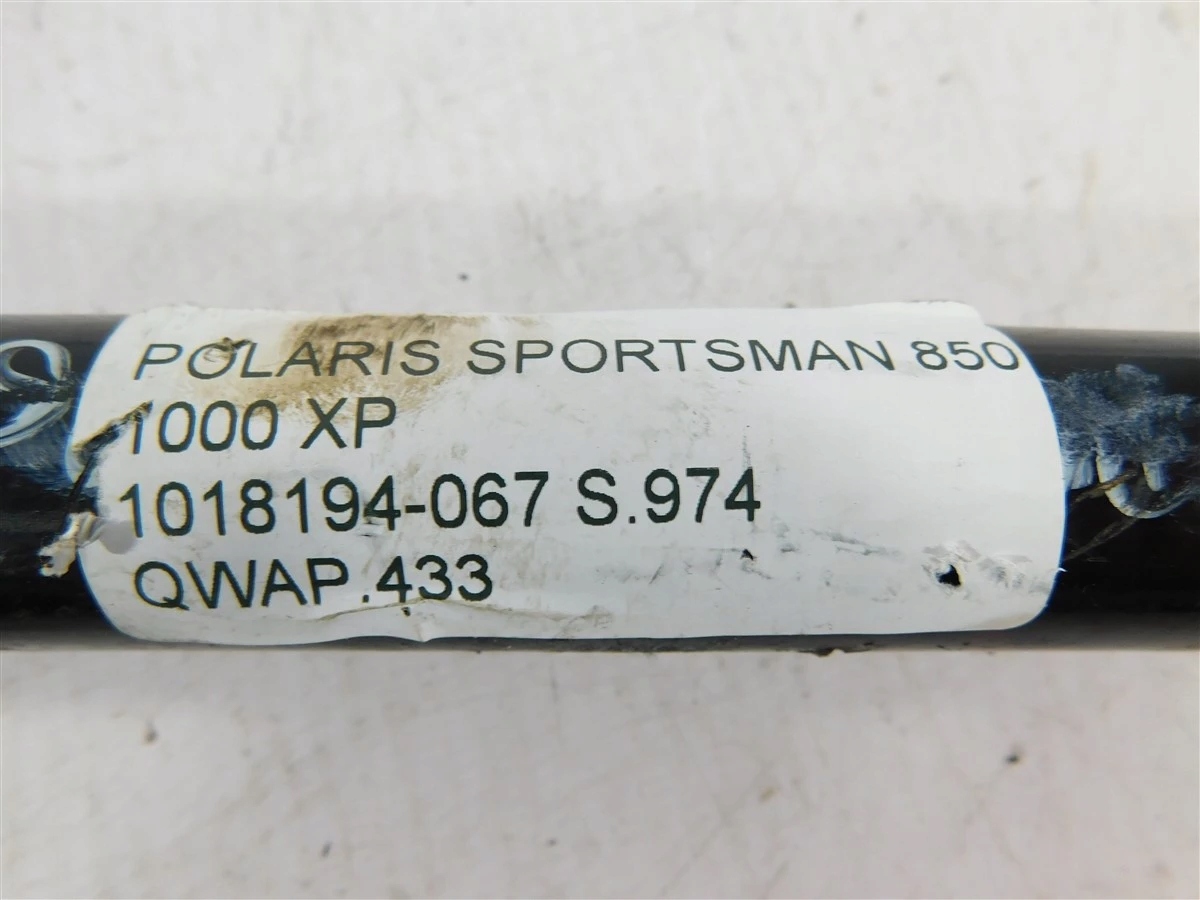 POLARIS SPORTSMAN 850
1000 XP
1018194-067 S.974
QWAP.433